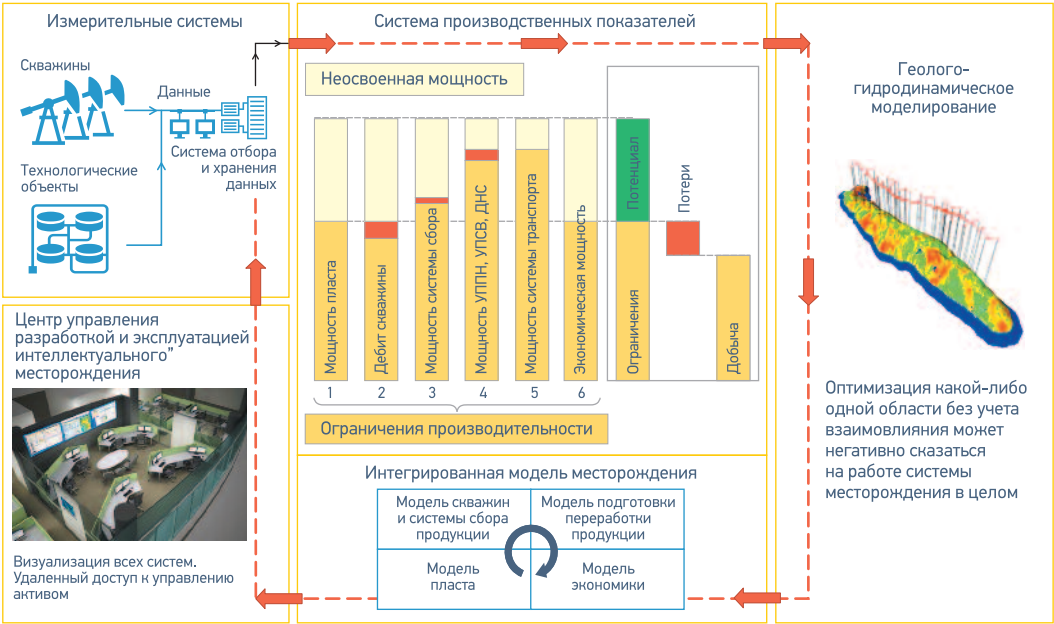 Измерительные системы
Скважины
Данные
Система отбора
и хранения
данных
Технологические
объекты
Система производственных показателей
Неосвоенная мощность
Мощность пласта
Дебит скважины
Мощность системы сбора
Мощность УППН, УПСВ, ДНС
Мощность системы транспорта
Экономическая мощность
Потенциал
Ограничения
Потери
Добыча
1 2 3 4 5 6
Ограничения производительности
Геолого-
гидродинамическое
моделирование
Оптимизация какой-либо
одной области без учета
взаимовлияния может
негативно сказаться
на работе системы
месторождения в целом
Центр управления
разработкой и эксплуатацией
интеллектуального”
месторождения
Визуализация всех систем.
Удаленный доступ к управлению
активом
Интегрированная модель месторождения
Модель скважин
и системы сбора
продукции
Модель подготовки
переработки
продукции
Модель
пласта
Модель
экономики